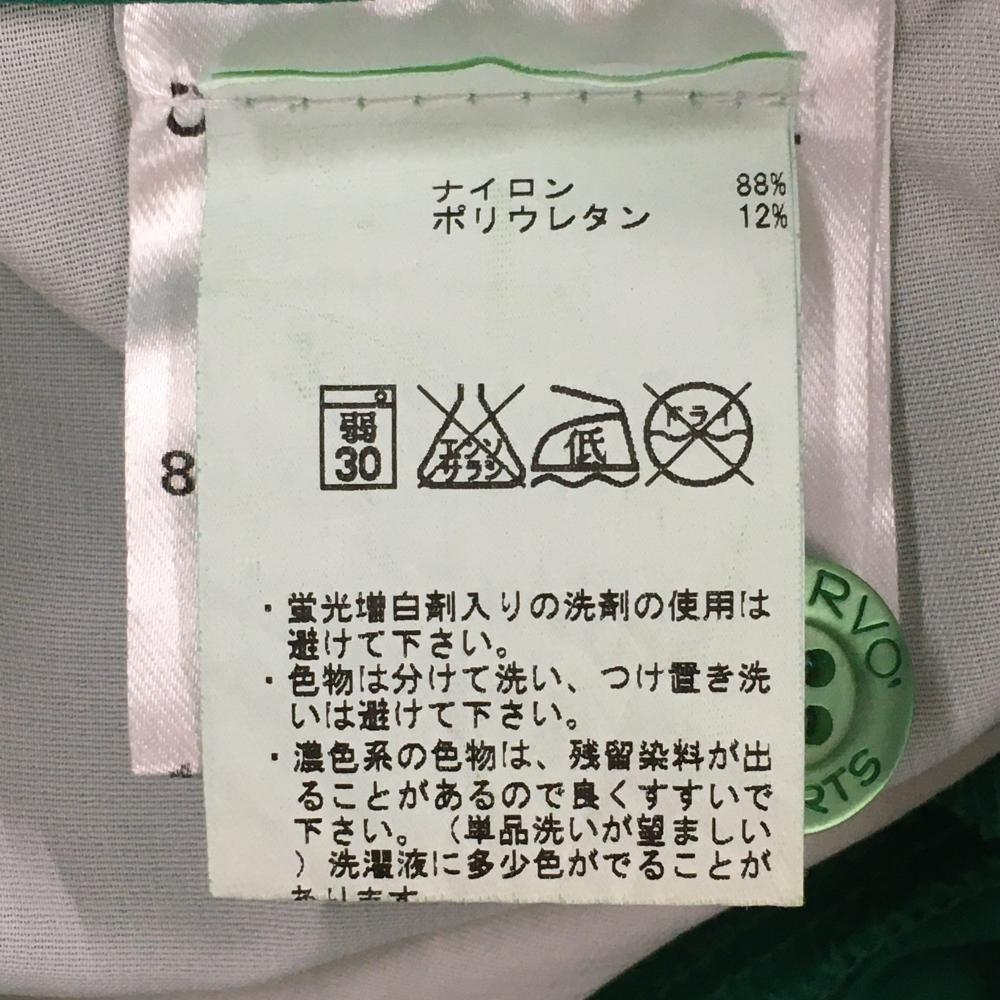 ナイロン 88%
ポリウレタン 12%
弱
30
エンソ
サラシ
低
ドライ
8
・蛍光増白剤入りの洗剤の使用は
避けて下さい。
・色物は分けて洗い、つけ置き洗
いは避けて下さい。
・濃色系の色物は、残留染料が出
ることがあるので良くすすいで
下さい。(単品洗いが望ましい
)洗濯液に多少色がでることが
あります
RVO'
RTS